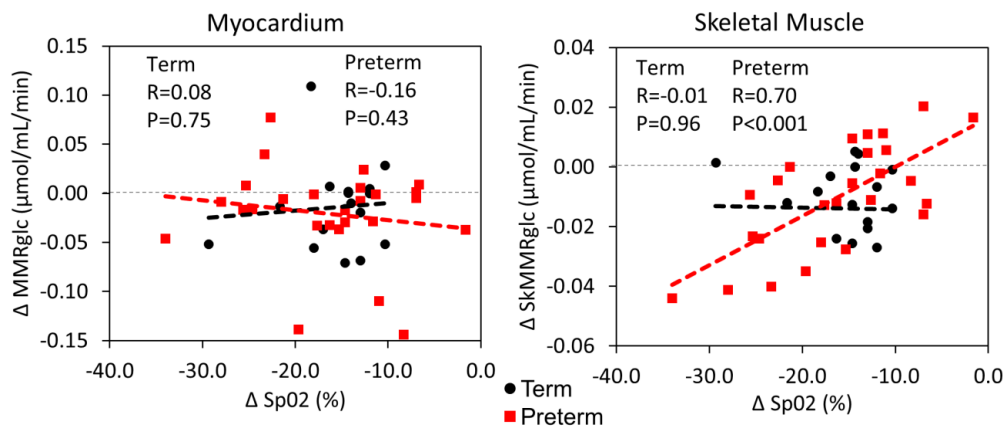 Myocardium
Δ MMRglc (µmol/mL/min)
0.15
0.10
0.05
0.00
-0.05
-0.10
-0.15
Term
R=0.08
P=0.75
Preterm
R=-0.16
P=0.43
-40.0 -30.0 -20.0 -10.0 0.0
Δ Sp02 (%)
Skeletal Muscle
Δ SkMMRglc (µmol/mL/min)
0.04
0.02
0.00
-0.02
-0.04
-0.06
Term
R=-0.01
P=0.96
Preterm
R=0.70
P<0.001
-40.0 -30.0 -20.0 -10.0 0.0
Δ Sp02 (%)
Term
Preterm